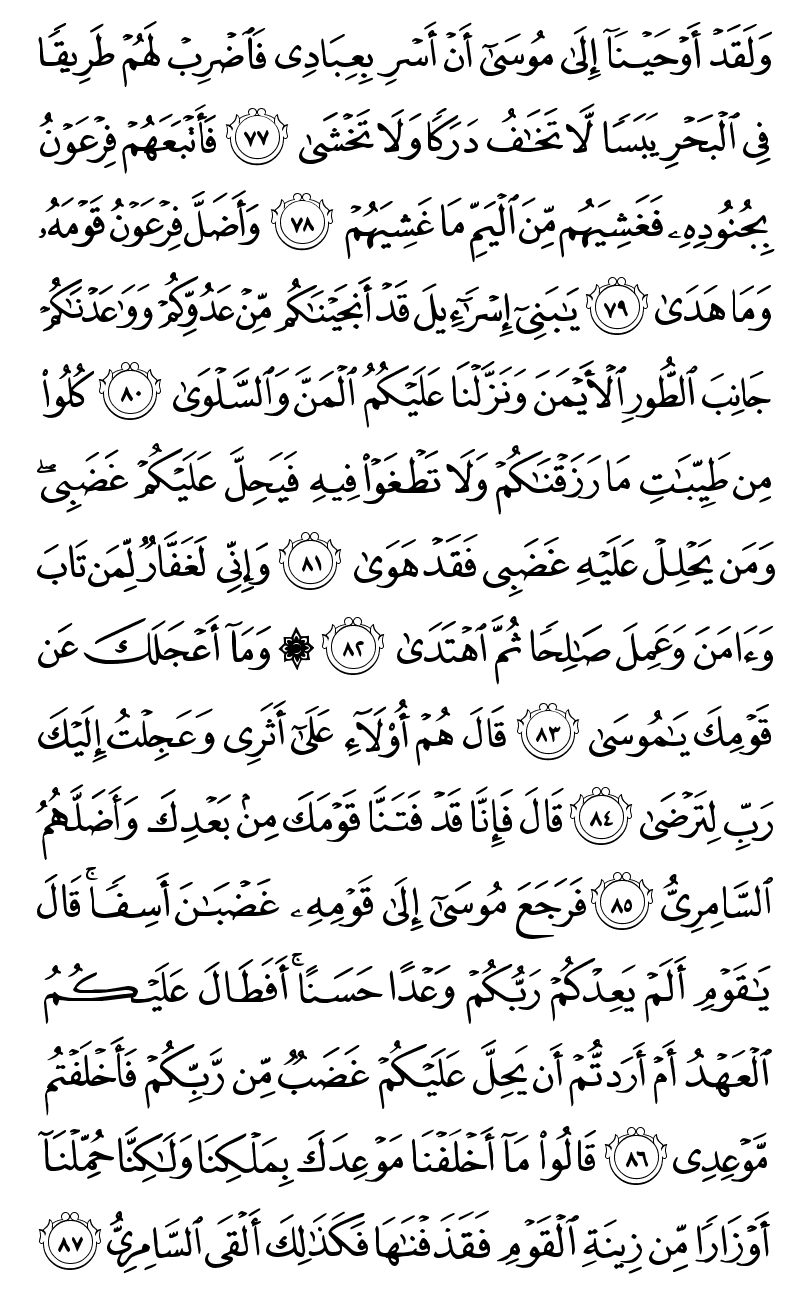 وَلَقَدۡ أَوۡحَيۡنَآ إِلَىٰ مُوسَىٰٓ أَنۡ أَسۡرِ بِعِبَادِي فَٱضۡرِبۡ لَهُمۡ طَرِيقٗا
فِي ٱلۡبَحۡرِ يَبَسٗا لَّا تَخَٰفُ دَرَكٗا وَلَا تَخۡشَىٰ ٧٧ فَأَتۡبَعَهُمۡ فِرۡعَوۡنُ
بِجُنُودِهِۦ فَغَشِيَهُم مِّنَ ٱلۡيَمِّ مَا غَشِيَهُمۡ ٧٨ وَأَضَلَّ فِرۡعَوۡنُ قَوۡمَهُۥ
وَمَا هَدَىٰ ٧٩ يَٰبَنِيٓ إِسۡرَٰٓءِيلَ قَدۡ أَنجَيۡنَٰكُم مِّنۡ عَدُوِّكُمۡ وَوَٰعَدۡنَٰكُمۡ
جَانِبَ ٱلطُّورِ ٱلۡأَيۡمَنَ وَنَزَّلۡنَا عَلَيۡكُمُ ٱلۡمَنَّ وَٱلسَّلۡوَىٰ ٨٠ كُلُواْ
مِن طَيِّبَٰتِ مَا رَزَقۡنَٰكُمۡ وَلَا تَطۡغَوۡاْ فِيهِ فَيَحِلَّ عَلَيۡكُمۡ غَضَبِيۖ
وَمَن يَحۡلِلۡ عَلَيۡهِ غَضَبِي فَقَدۡ هَوَىٰ ٨١ وَإِنِّي لَغَفَّارٞ لِّمَن تَابَ
وَءَامَنَ وَعَمِلَ صَٰلِحٗا ثُمَّ ٱهۡتَدَىٰ ٨٢ ۞ وَمَآ أَعۡجَلَكَ عَن
قَوۡمِكَ يَٰمُوسَىٰ ٨٣ قَالَ هُمۡ أُوْلَآءِ عَلَىٰٓ أَثَرِي وَعَجِلۡتُ إِلَيۡكَ
رَبِّ لِتَرۡضَىٰ ٨٤ قَالَ فَإِنَّا قَدۡ فَتَنَّا قَوۡمَكَ مِنۢ بَعۡدِكَ وَأَضَلَّهُمُ
ٱلسَّامِرِيُّ ٨٥ فَرَجَعَ مُوسَىٰٓ إِلَىٰ قَوۡمِهِۦ غَضۡبَٰنَ أَسِفٗاۚ قَالَ
يَٰقَوۡمِ أَلَمۡ يَعِدۡكُمۡ رَبُّكُمۡ وَعۡدًا حَسَنًاۚ أَفَطَالَ عَلَيۡكُمُ
ٱلۡعَهۡدُ أَمۡ أَرَدتُّمۡ أَن يَحِلَّ عَلَيۡكُمۡ غَضَبٞ مِّن رَّبِّكُمۡ فَأَخۡلَفۡتُم
مَّوۡعِدِي ٨٦ قَالُواْ مَآ أَخۡلَفۡنَا مَوۡعِدَكَ بِمَلۡكِنَا وَلَٰكِنَّا حُمِّلۡنَآ
أَوۡزَارٗا مِّن زِينَةِ ٱلۡقَوۡمِ فَقَذَفۡنَٰهَا فَكَذَٰلِكَ أَلۡقَى ٱلسَّامِرِيُّ ٨٧